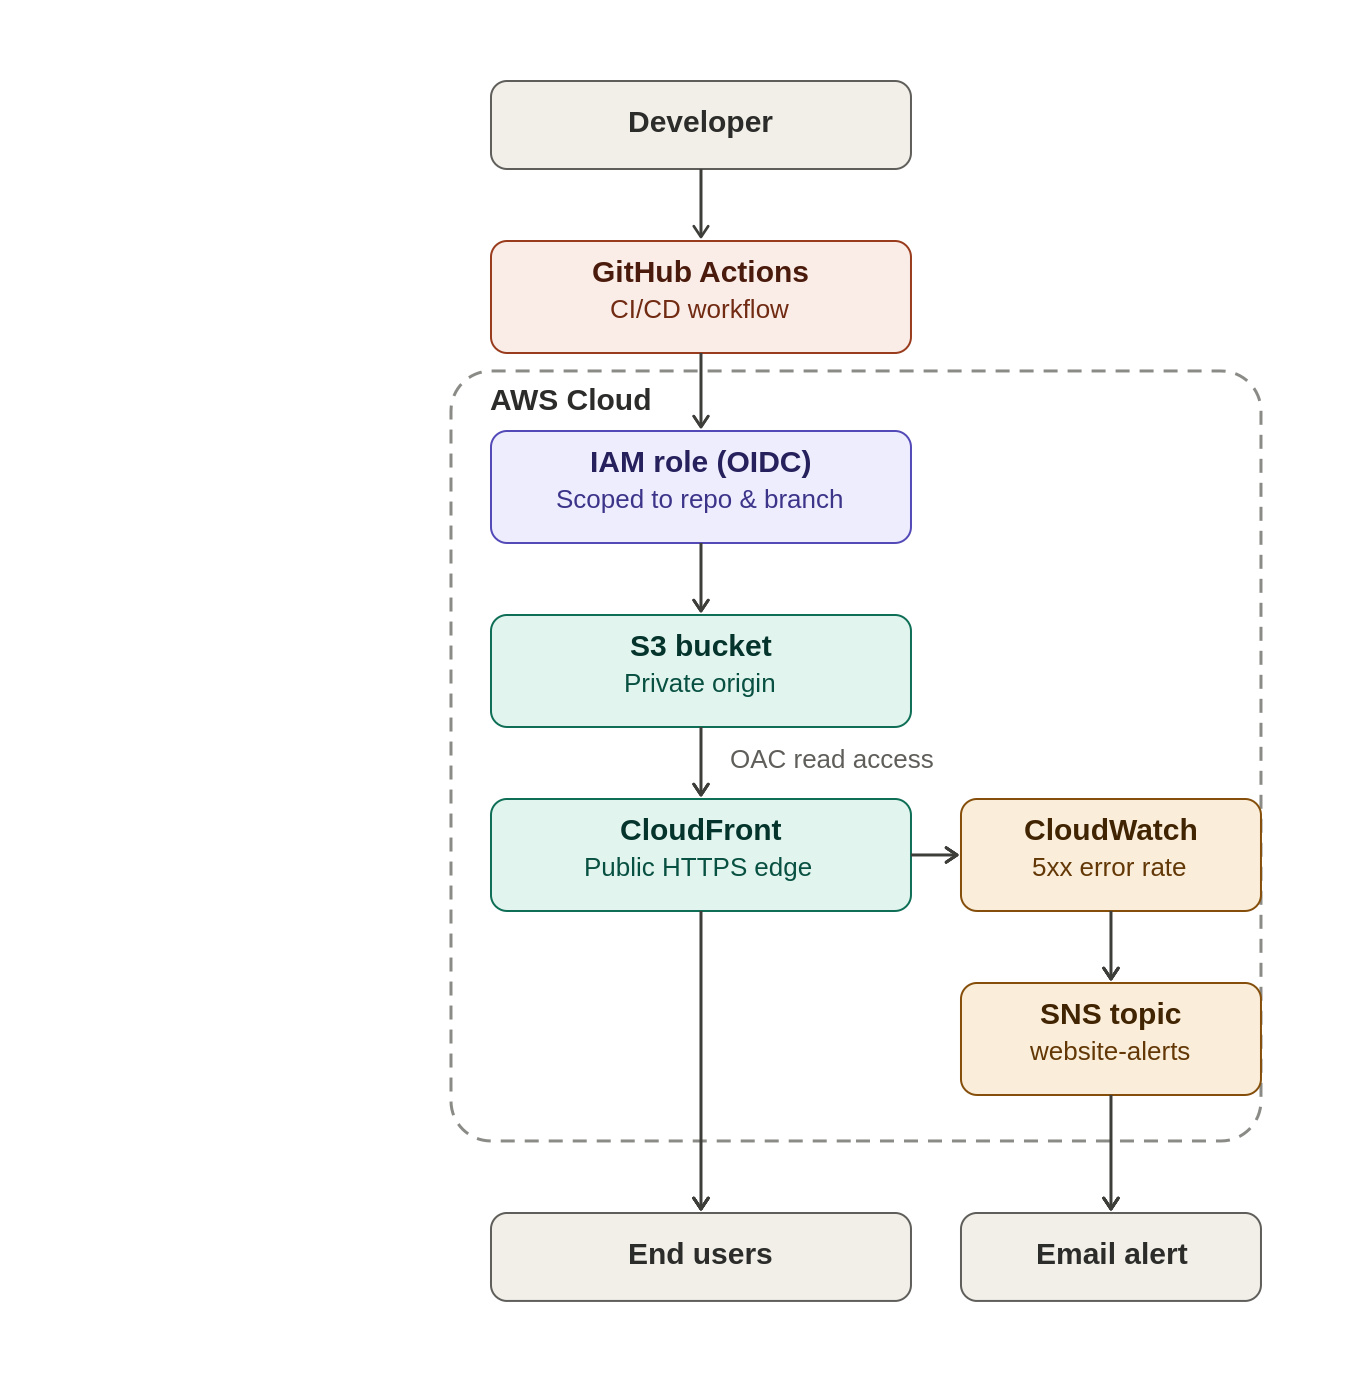 Developer
GitHub Actions
CI/CD workflow
AWS Cloud
IAM role (OIDC)
Scoped to repo & branch
S3 bucket
Private origin
OAC read access
CloudFront
Public HTTPS edge
CloudWatch
5xx error rate
SNS topic
website-alerts
End users
Email alert